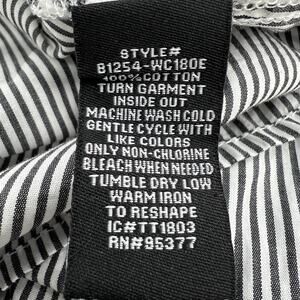 STYLE#
B1254-WC180E
100%COTTON
TURN GARMENT
INSIDE OUT
MACHINE WASH COLD
GENTLE CYCLE WITH
LIKE COLORS
ONLY NON-CHLORINE
BLEACH WHEN NEEDED
TUMBLE DRY LOW
WARM IRON
TO RESHAPE
IC#TT1803
RN#95377